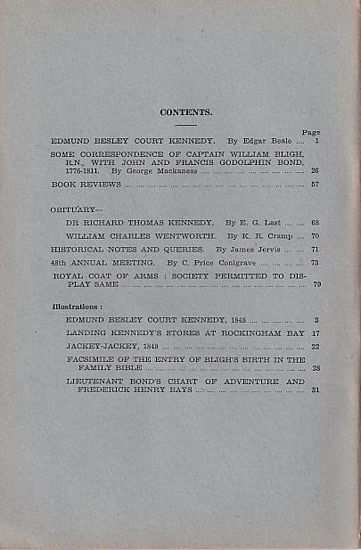 CONTENTS.
Page
EDMUND BESLEY COURT KENNEDY. By Edgar Beale ... 1
SOME CORRESPONDENCE OF CAPTAIN WILLIAM BLIGH,
R.N., WITH JOHN AND FRANCIS GODOLPHIN BOND,
1776-1811. By George Mackaness ... ... ... ... ... ... ... 26
BOOK REVIEWS ... ... ... ... ... ... ... ... ... ... ... ... 57
OBITUARY—
DR RICHARD THOMAS KENNEDY. By E. G. Last ... ... 68
WILLIAM CHARLES WENTWORTH. By K. R. Cramp ... 70
HISTORICAL NOTES AND QUERIES. By James Jervis ... ... 71
48th ANNUAL MEETING. By C. Price Conigrave ... ... ... 73
ROYAL COAT OF ARMS : SOCIETY PERMITTED TO DIS-
PLAY SAME ... ... ... ... ... ... ... ... ... ... ... ... 79
Illustrations :
EDMUND BESLEY COURT KENNEDY, 1848 ... ... ... ... 3
LANDING KENNEDY'S STORES AT ROCKINGHAM BAY 17
JACKEY-JACKEY, 1849 ... ... ... ... ... ... ... ... ... 22
FACSIMILE OF THE ENTRY OF BLIGH'S BIRTH IN THE
FAMILY BIBLE ... ... ... ... ... ... ... ... ... ... ... 28
LIEUTENANT BOND'S CHART OF ADVENTURE AND
FREDERICK HENRY BAYS ... ... ... ... ... ... ... ... 31